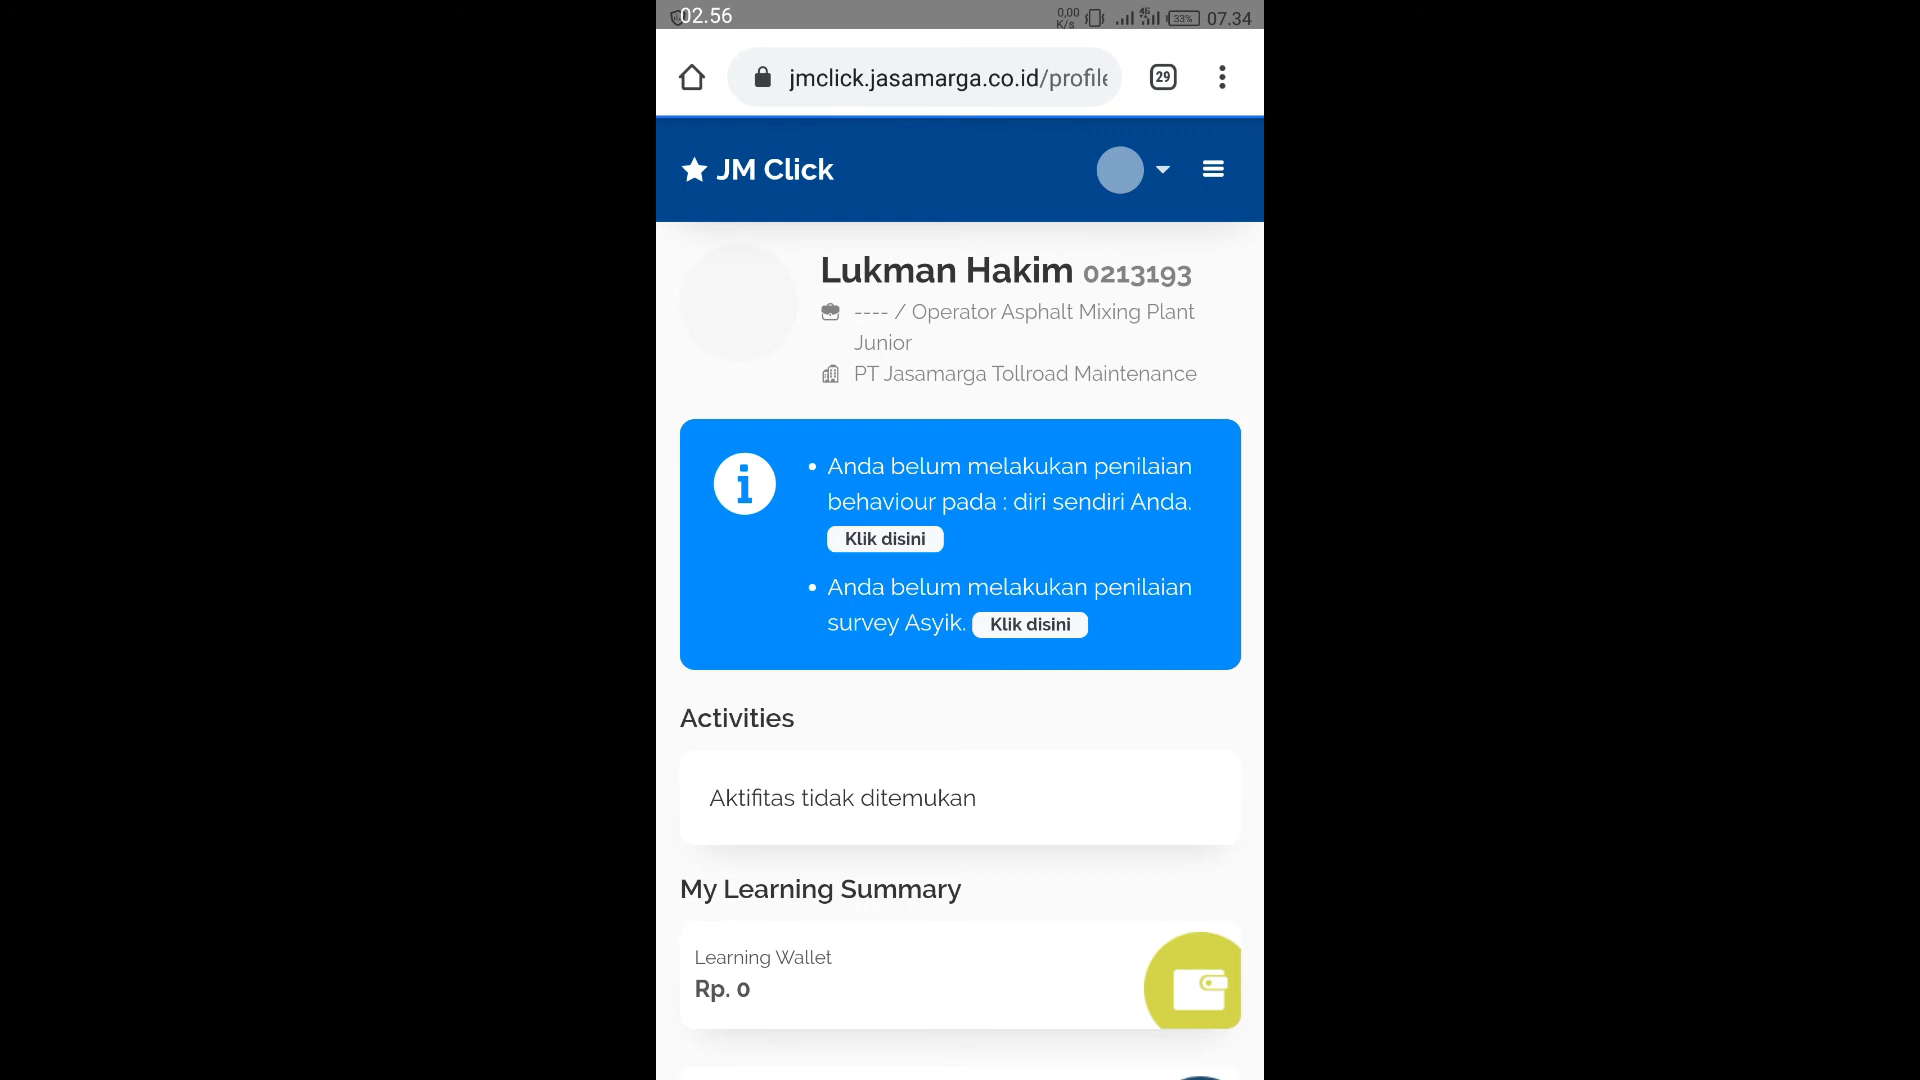 02.56
0,00 K/s 4G 33% 07.34
jmclick.jasamarga.co.id/profile
29
JM Click
Lukman Hakim 0213193
---- / Operator Asphalt Mixing Plant
Junior
PT Jasamarga Tollroad Maintenance
Anda belum melakukan penilaian
behaviour pada : diri sendiri Anda.
Klik disini
Anda belum melakukan penilaian
survey Asyik. Klik disini
Activities
Aktifitas tidak ditemukan
My Learning Summary
Learning Wallet
Rp. 0